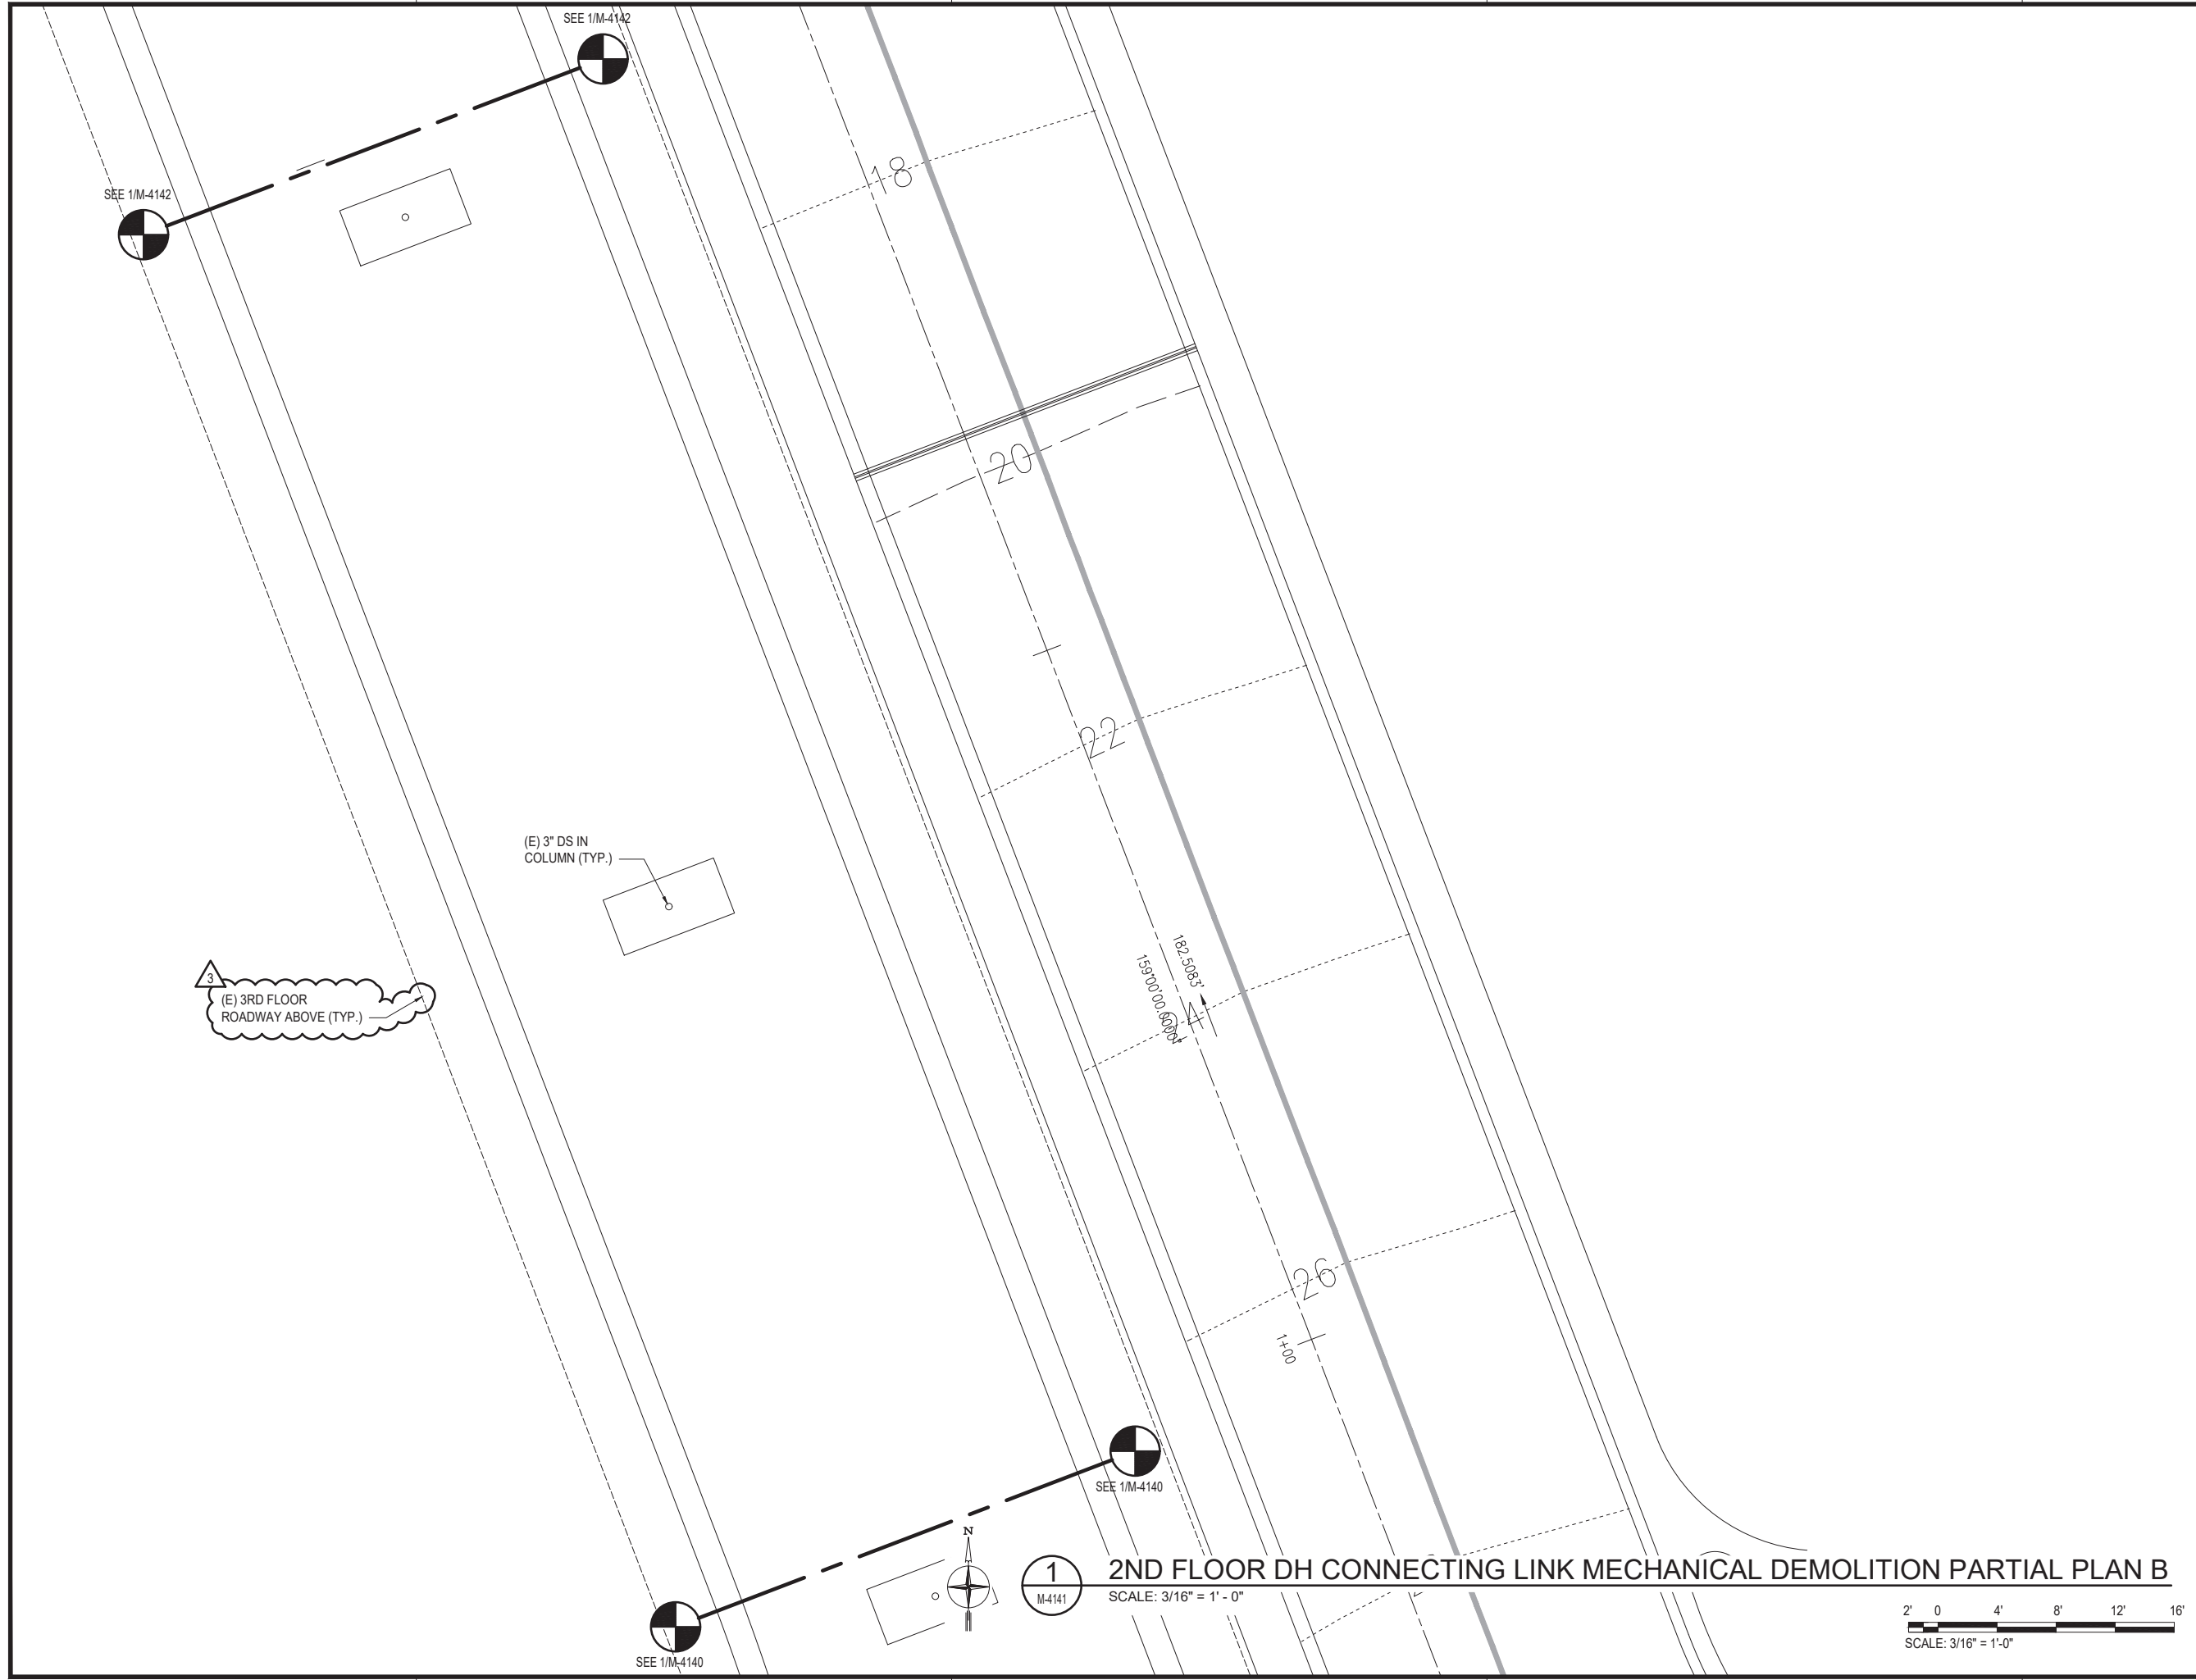 SEE 1/M-4142
SEE 1/M-4142
18
20
22
(E) 3" DS IN
COLUMN (TYP.)
182.5083'
159°00'00.0000"
24
3
(E) 3RD FLOOR
ROADWAY ABOVE (TYP.)
26
1+00
SEE 1/M-4140
SEE 1/M-4140
N
1
M-4141
2ND FLOOR DH CONNECTING LINK MECHANICAL DEMOLITION PARTIAL PLAN B
SCALE: 3/16" = 1' - 0"
2' 0 4' 8' 12' 16'
SCALE: 3/16" = 1'-0"